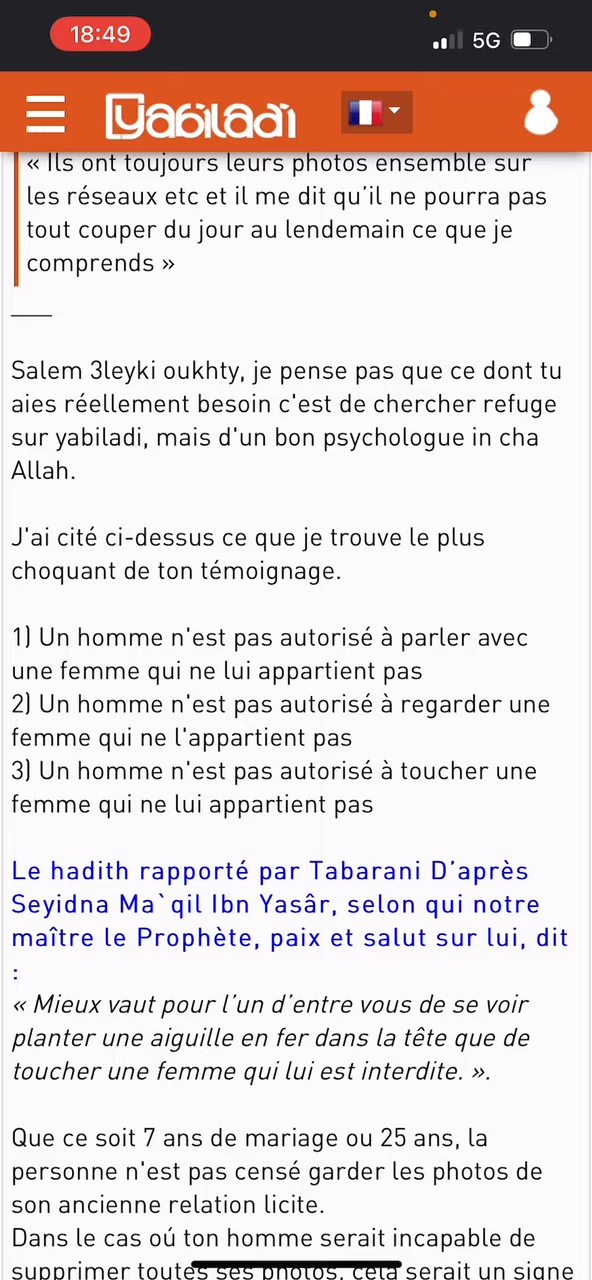 18:49
5G
Yabiladi
« Ils ont toujours leurs photos ensemble sur
les réseaux etc et il me dit qu’il ne pourra pas
tout couper du jour au lendemain ce que je
comprends »
___
Salem 3leyki oukhty, je pense pas que ce dont tu
aies réellement besoin c'est de chercher refuge
sur yabiladi, mais d'un bon psychologue in cha
Allah.
J'ai cité ci-dessus ce que je trouve le plus
choquant de ton témoignage.
1) Un homme n'est pas autorisé à parler avec
une femme qui ne lui appartient pas
2) Un homme n'est pas autorisé à regarder une
femme qui ne l'appartient pas
3) Un homme n'est pas autorisé à toucher une
femme qui ne lui appartient pas
Le hadith rapporté par Tabarani D’après
Seyidna Ma`qil Ibn Yasâr, selon qui notre
maître le Prophète, paix et salut sur lui, dit
:
« Mieux vaut pour l’un d’entre vous de se voir
planter une aiguille en fer dans la tête que de
toucher une femme qui lui est interdite. ».
Que ce soit 7 ans de mariage ou 25 ans, la
personne n'est pas censé garder les photos de
son ancienne relation licite.
Dans le cas oú ton homme serait incapable de
supprimer toutes ses photos, cela serait un signe